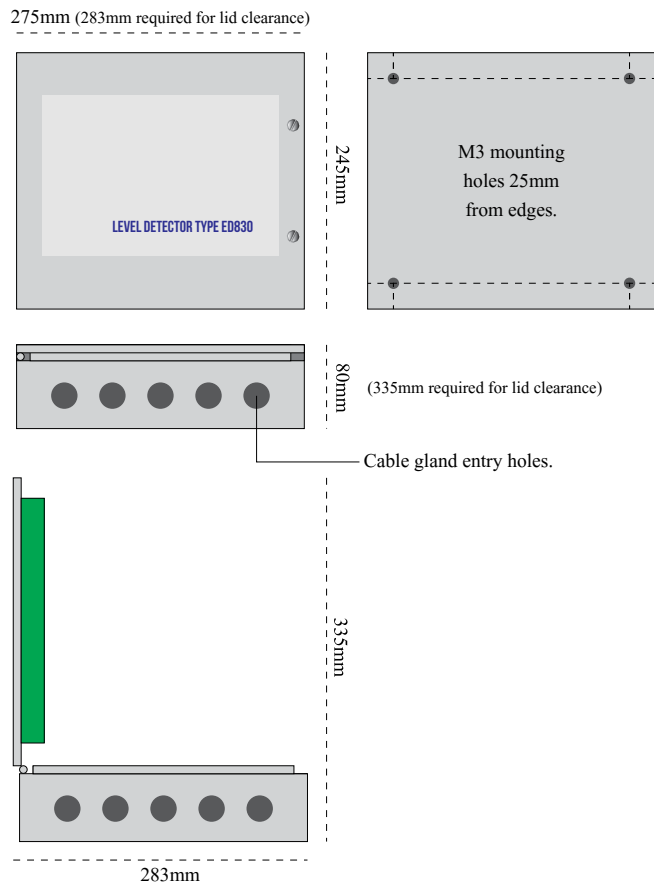 275mm (283mm required for lid clearance)
245mm
LEVEL DETECTOR TYPE ED830
M3 mounting
holes 25mm
from edges.
80mm
(335mm required for lid clearance)
Cable gland entry holes.
335mm
283mm